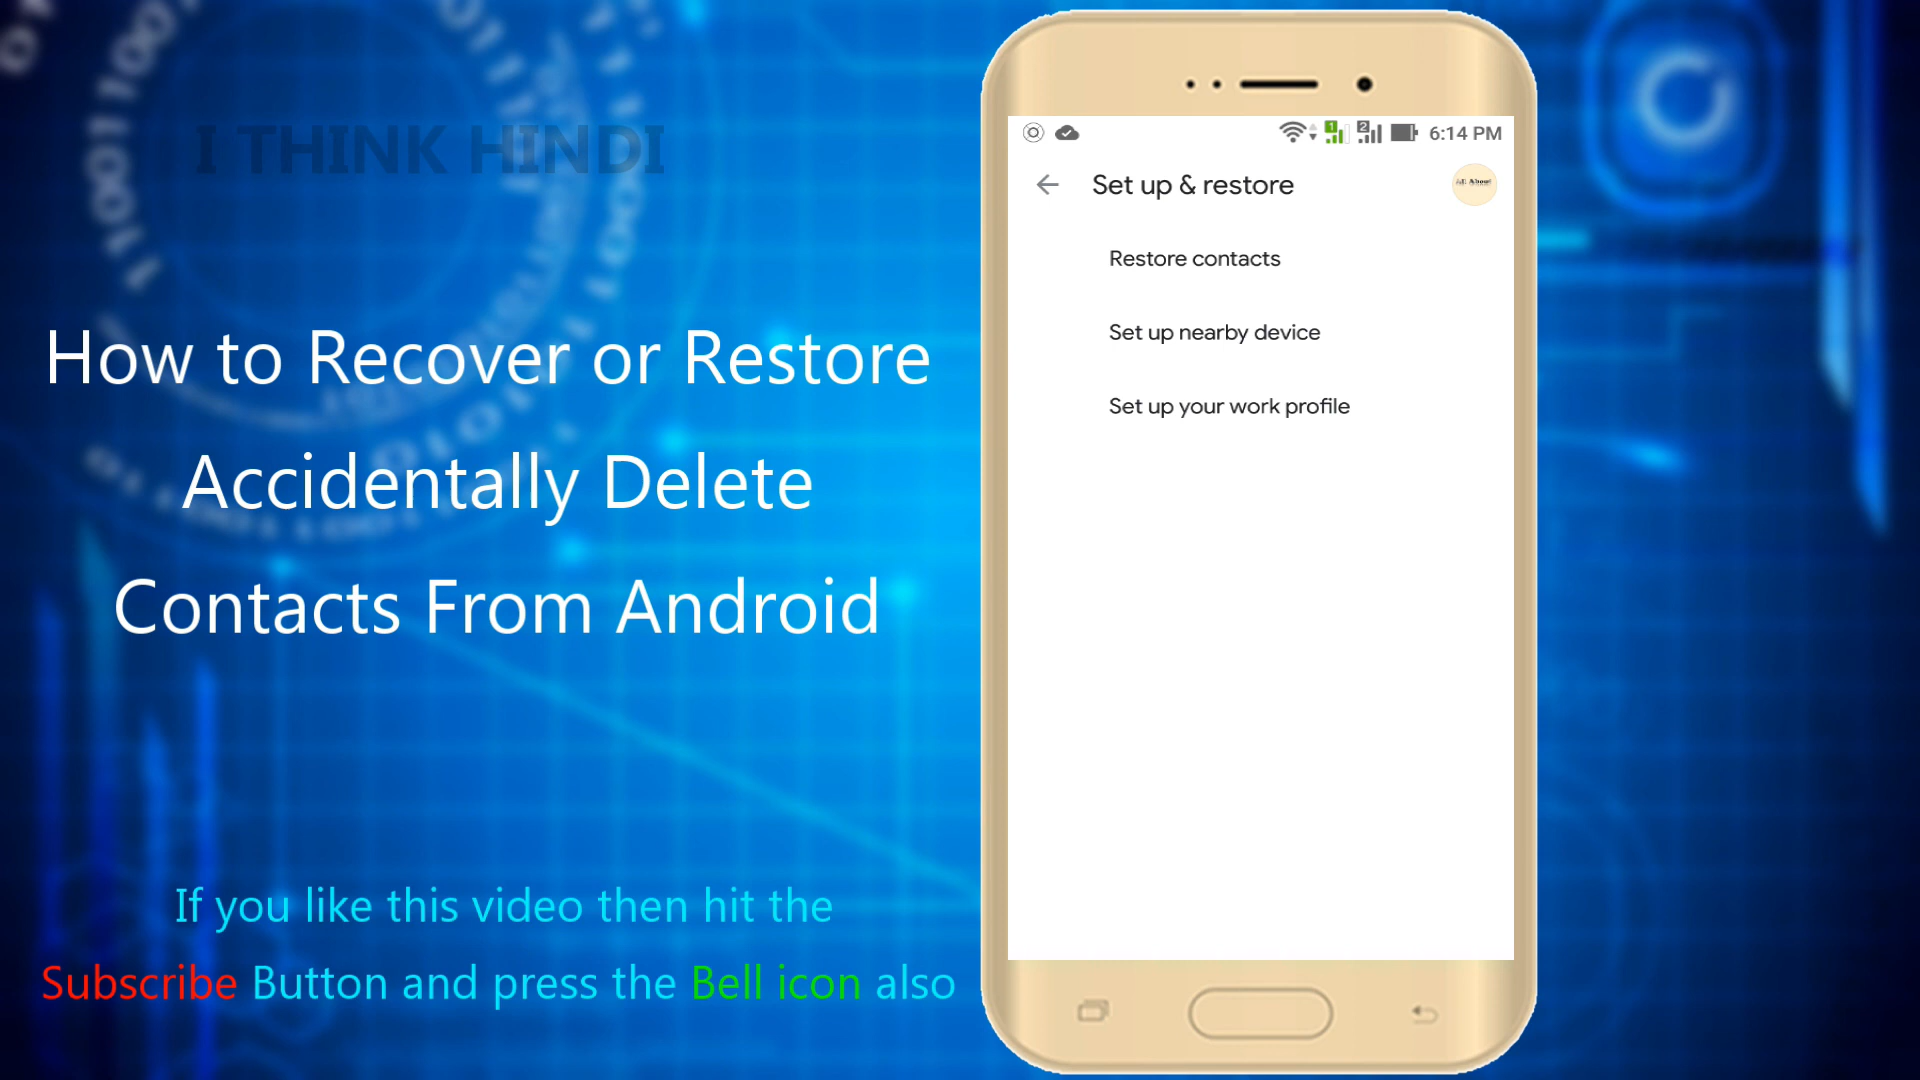 I THINK HINDI
How to Recover or Restore
Accidentally Delete
Contacts From Android
If you like this video then hit the
Subscribe Button and press the Bell icon also
6:14 PM
Set up & restore
Restore contacts
Set up nearby device
Set up your work profile